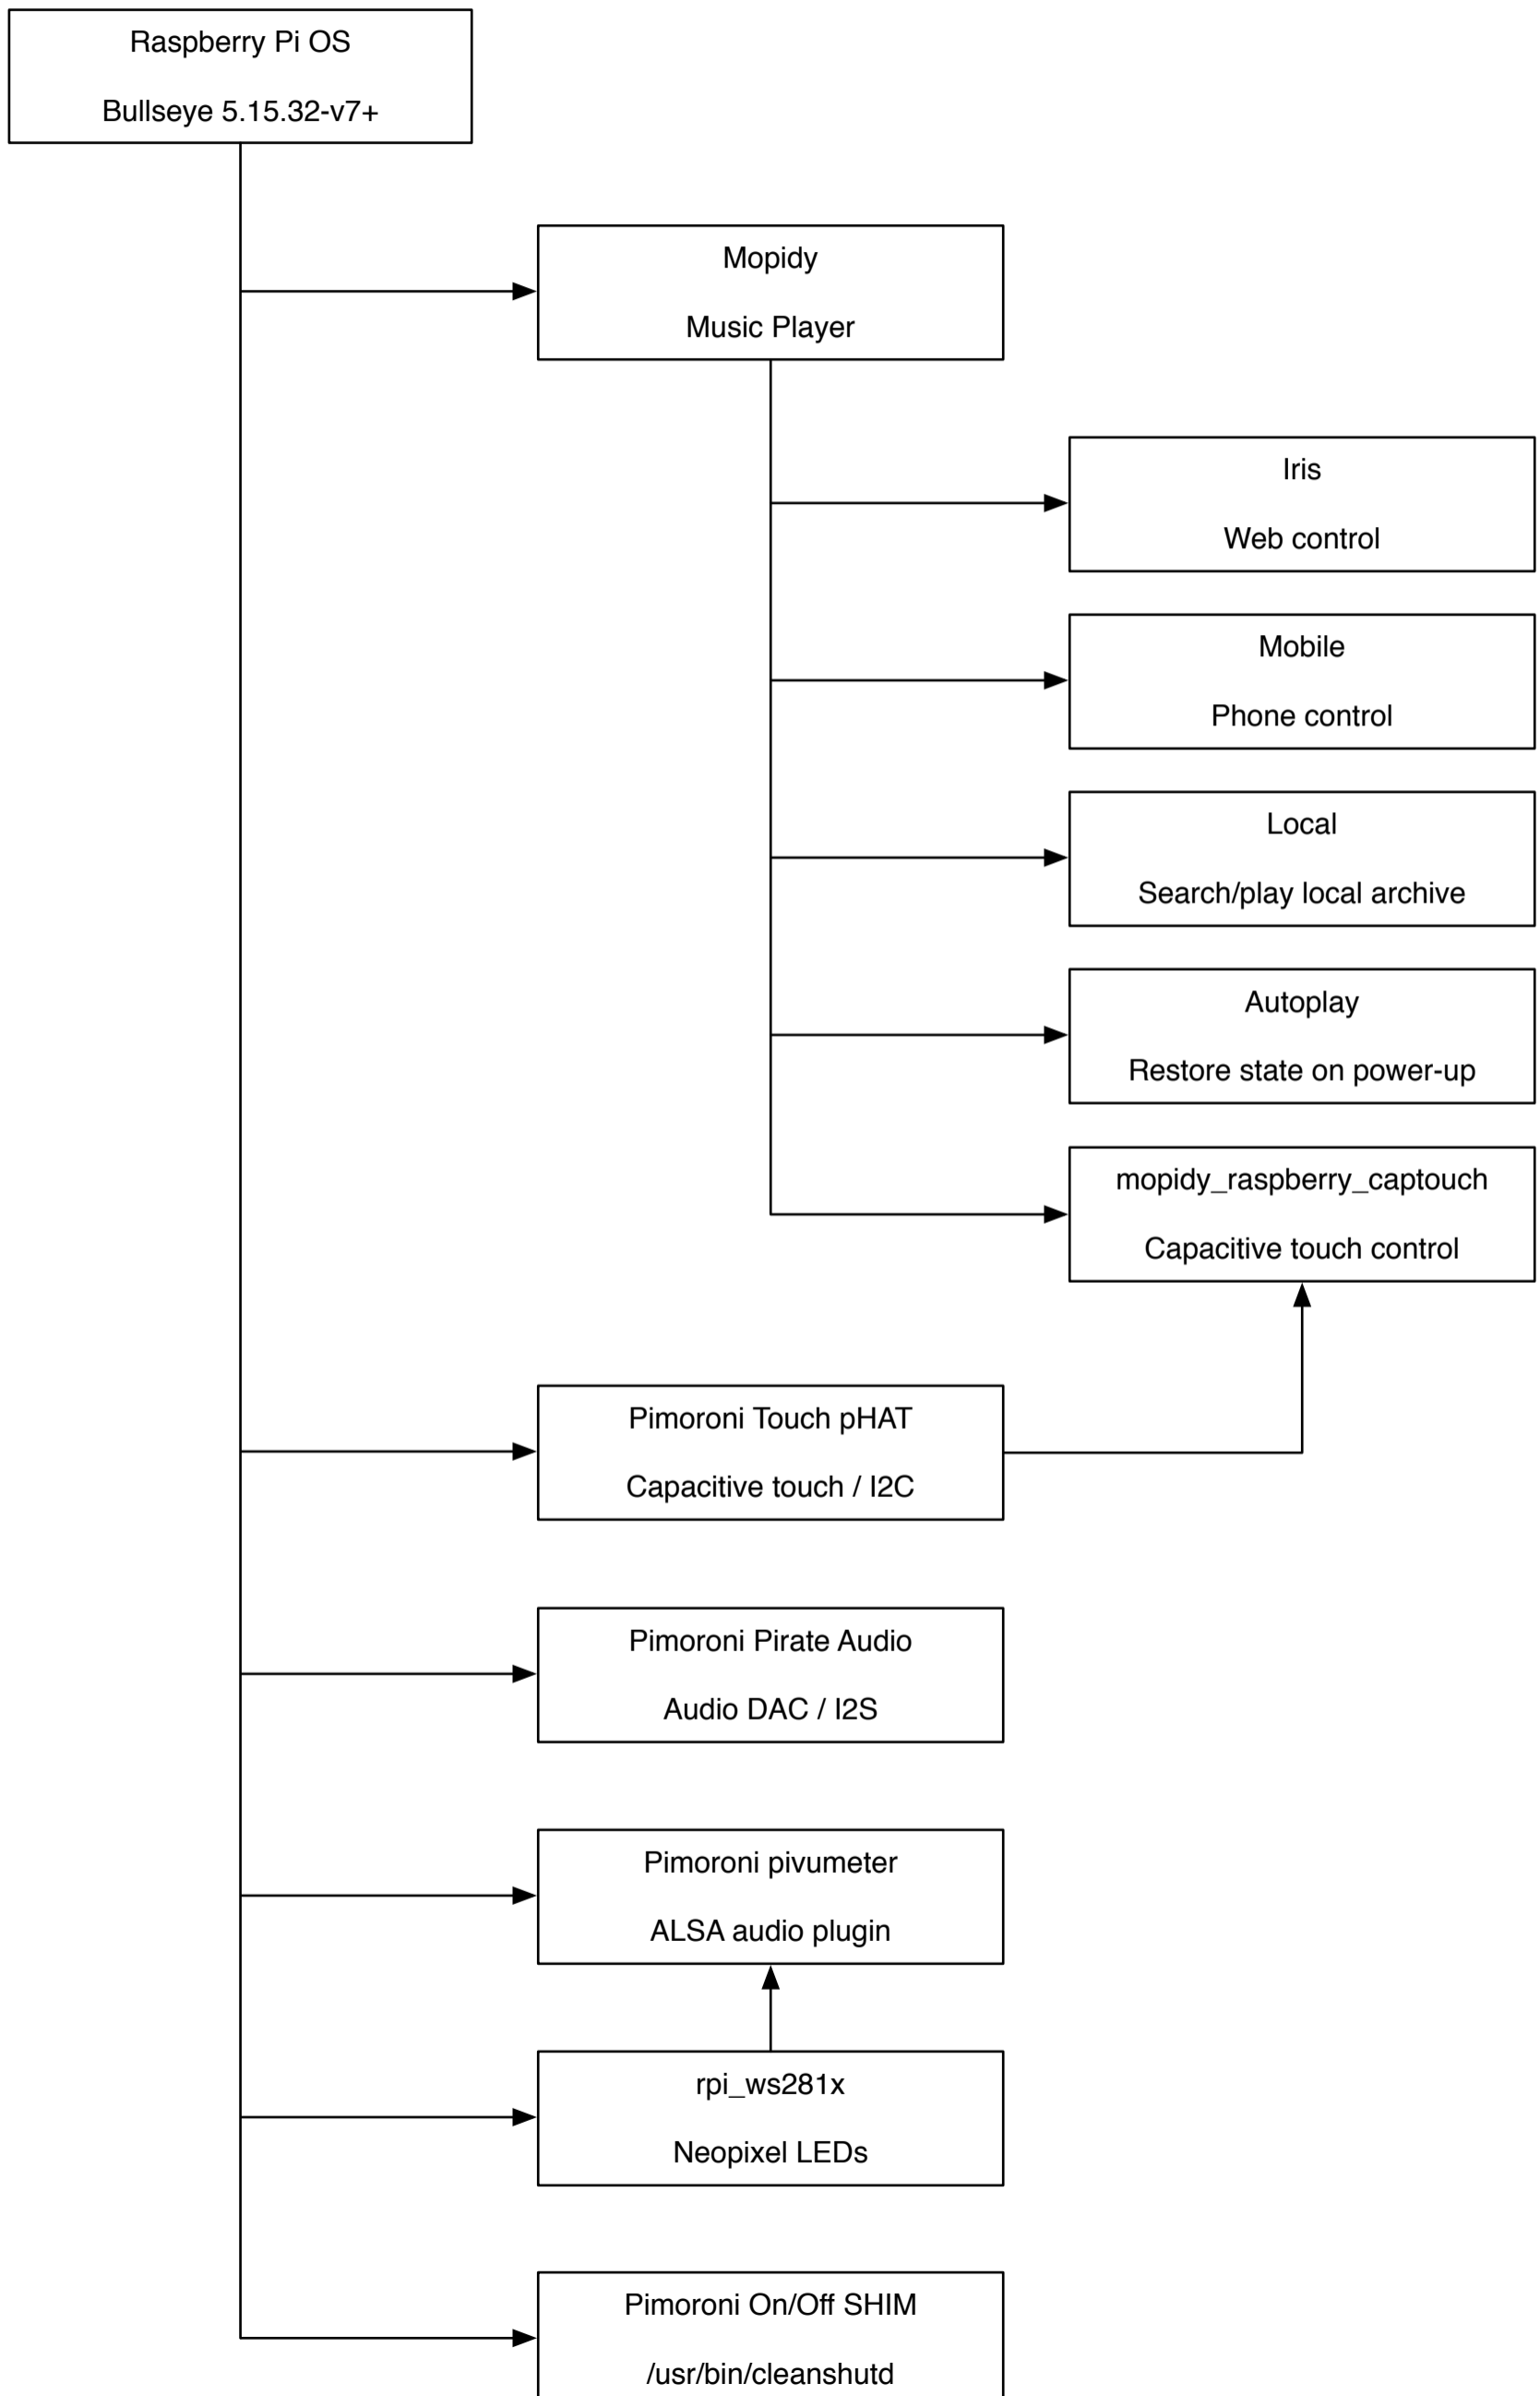 Raspberry Pi OS
Bullseye 5.15.32-v7+
Mopidy
Music Player
Iris
Web control
Mobile
Phone control
Local
Search/play local archive
Autoplay
Restore state on power-up
mopidy_raspberry_captouch
Capacitive touch control
Pimoroni Touch pHAT
Capacitive touch / I2C
Pimoroni Pirate Audio
Audio DAC / I2S
Pimoroni pivumeter
ALSA audio plugin
rpi_ws281x
Neopixel LEDs
Pimoroni On/Off SHIM
/usr/bin/cleanshutd